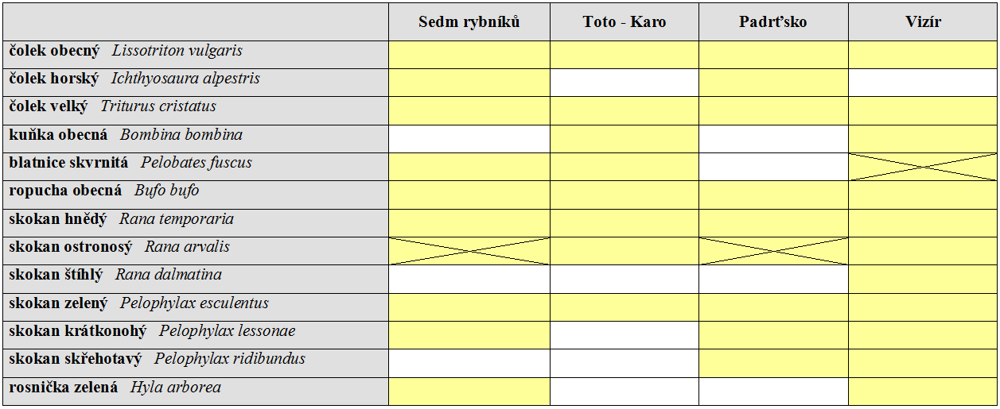 Sedm rybníků Toto - Karo Padrťsko Vizír
čolek obecný Lissotriton vulgaris
čolek horský Ichthyosaura alpestris
čolek velký Triturus cristatus
kuňka obecná Bombina bombina
blatnice skvrnitá Pelobates fuscus
ropucha obecná Bufo bufo
skokan hnědý Rana temporaria
skokan ostronosý Rana arvalis
skokan štíhlý Rana dalmatina
skokan zelený Pelophylax esculentus
skokan krátkonohý Pelophylax lessonae
skokan skřehotavý Pelophylax ridibundus
rosnička zelená Hyla arborea